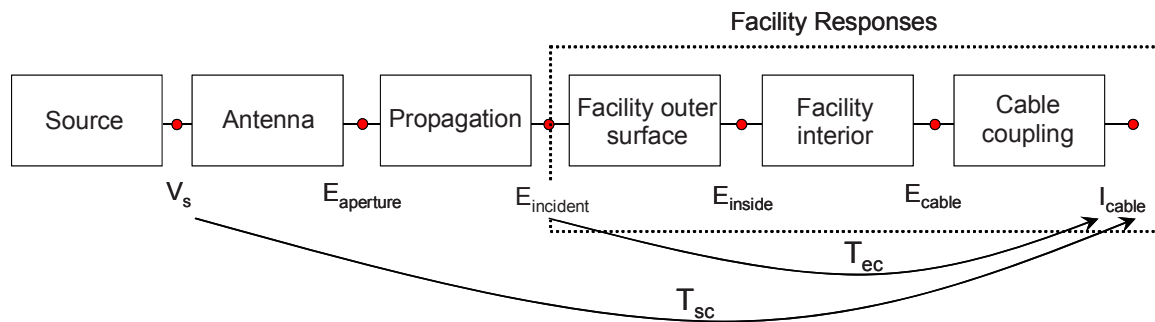 Facility Responses
Source
Antenna
Propagation
Facility outer
surface
Facility
interior
Cable
coupling
Vs
Eaperture
Eincident
Einside
Ecable
Icable
Tec
Tsc